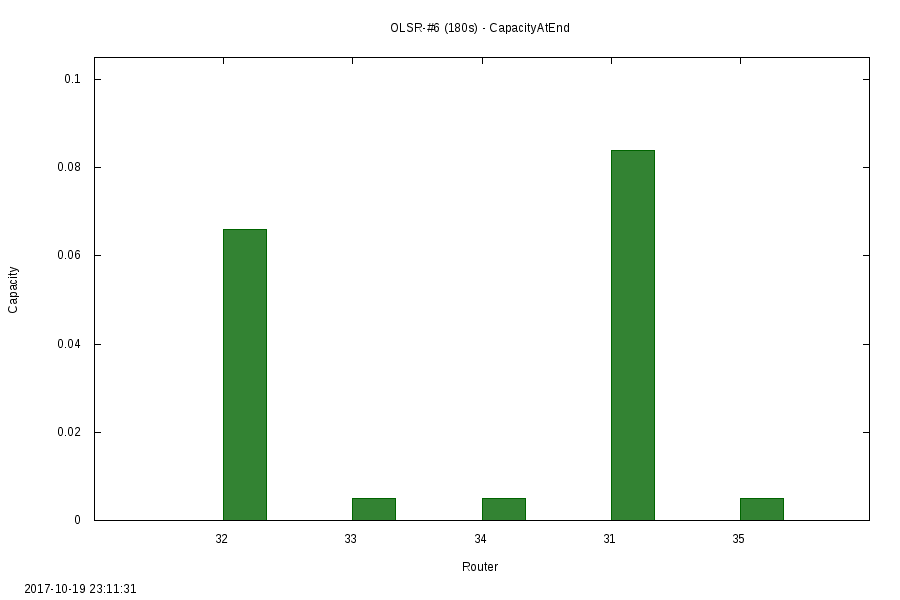 OLSR-#6 (180s) - CapacityAtEnd
0.1
0.08
0.06
0.04
0.02
0
Capacity
32 33 34 31 35
Router
2017-10-19 23:11:31